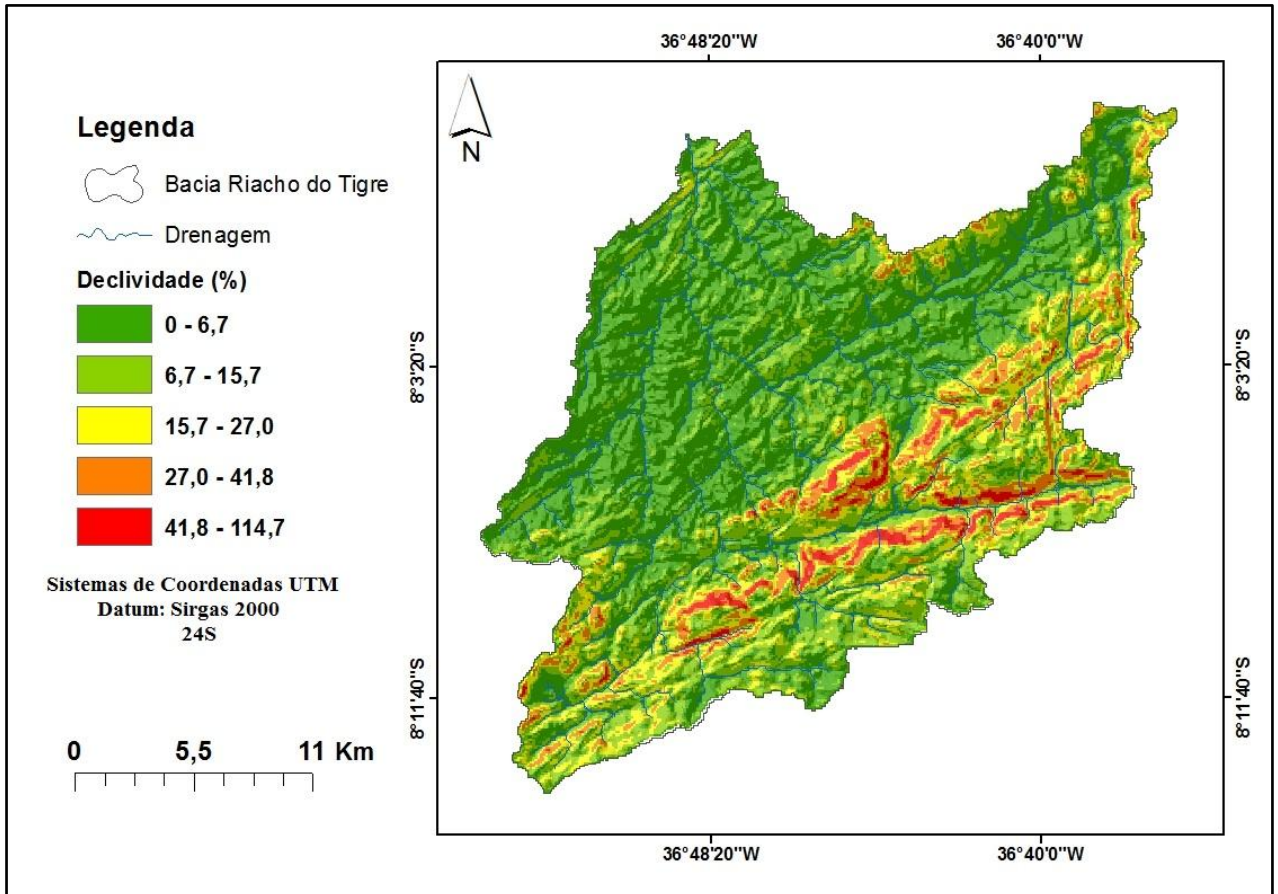 Legenda
Bacia Riacho do Tigre
Drenagem
Declividade (%)
0 - 6,7
6,7 - 15,7
15,7 - 27,0
27,0 - 41,8
41,8 - 114,7
Sistemas de Coordenadas UTM
Datum: Sirgas 2000
24S
0 5,5 11 Km
N
36°48'20"W 36°40'0"W
8°3'20"S 8°3'20"S
8°11'40"S 8°11'40"S
36°48'20"W 36°40'0"W